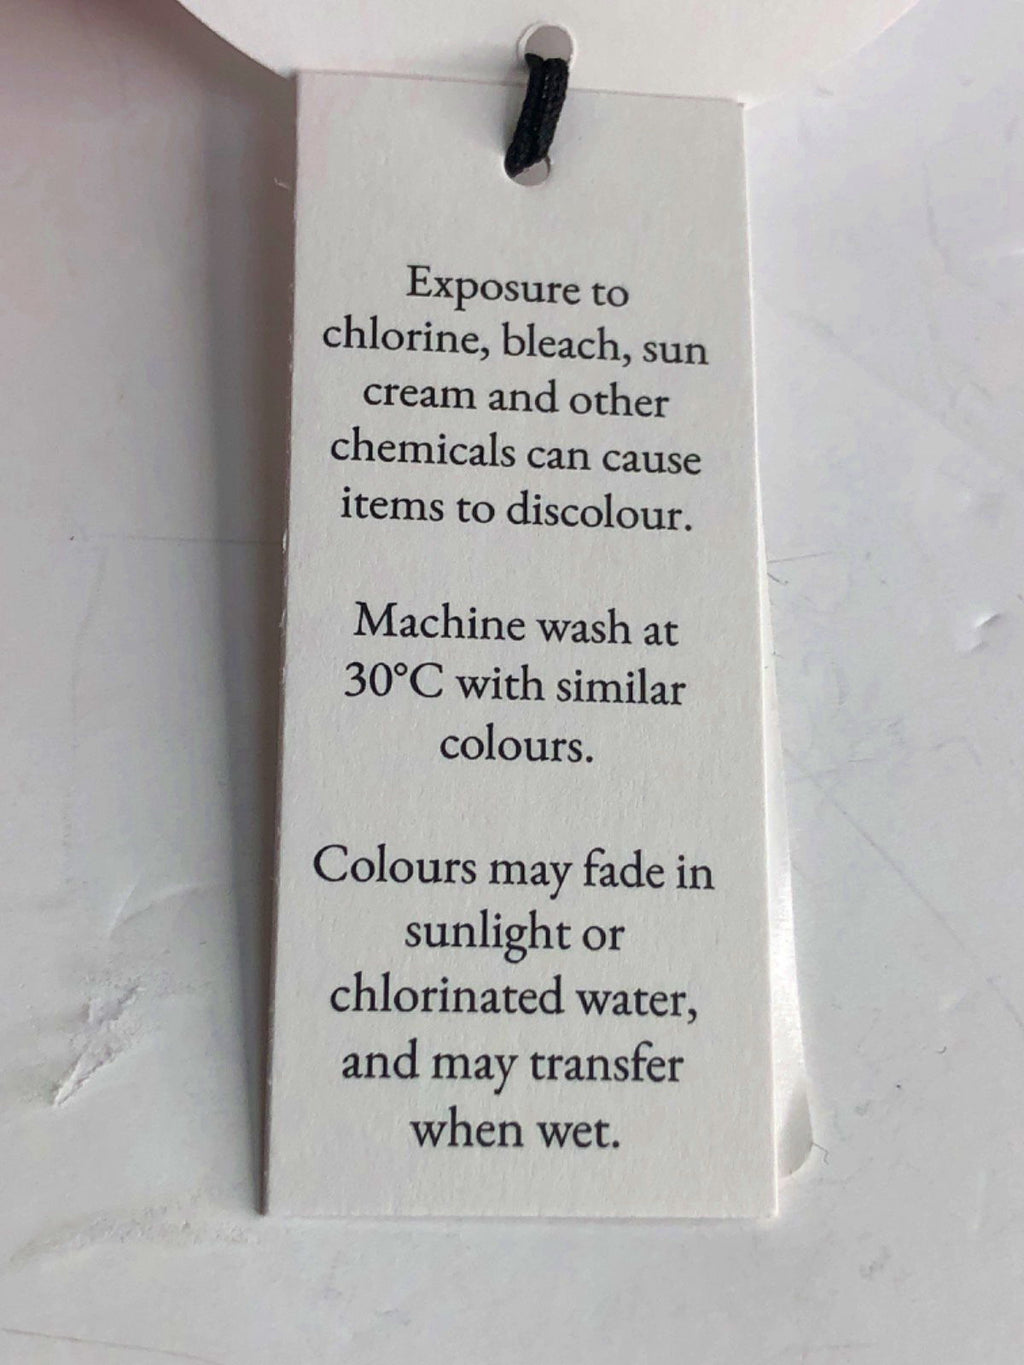 Exposure to
chlorine, bleach, sun
cream and other
chemicals can cause
items to discolour.
Machine wash at
30°C with similar
colours.
Colours may fade in
sunlight or
chlorinated water,
and may transfer
when wet.